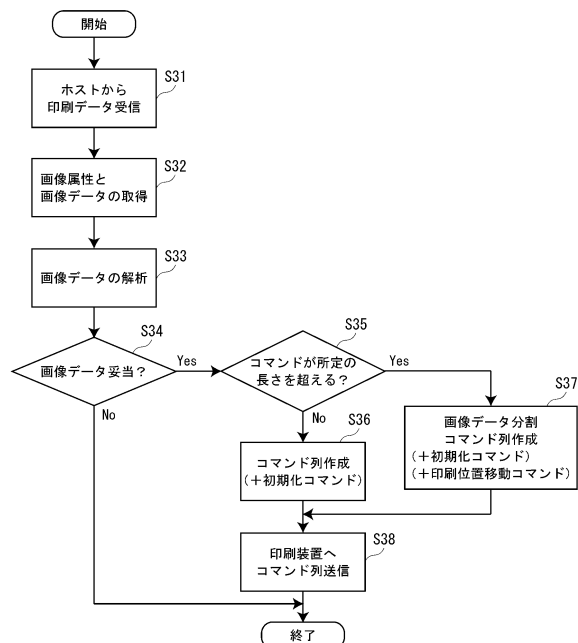 開始
S31
ホストから
印刷データ受信
S32
画像属性と
画像データの取得
S33
画像データの解析
S34
画像データ妥当？
Yes
No
S35
コマンドが所定の
長さを超える？
Yes
No
S36
コマンド列作成
（＋初期化コマンド）
S37
画像データ分割
コマンド列作成
（＋初期化コマンド）
（＋印刷位置移動コマンド）
S38
印刷装置へ
コマンド列送信
終了